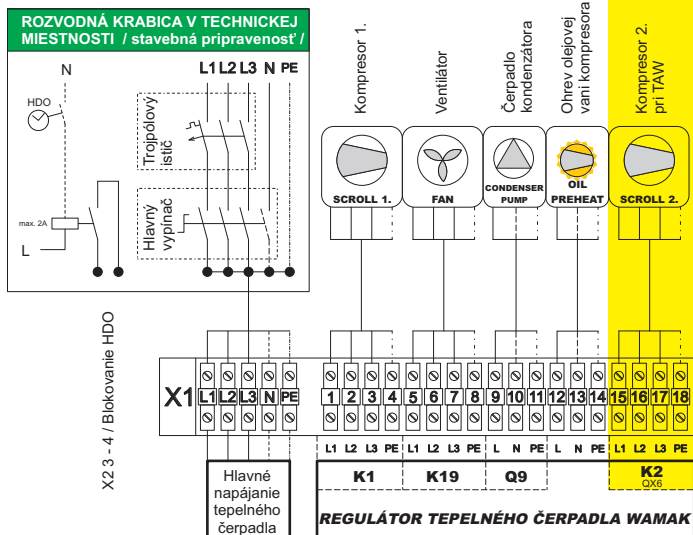 ROZVODNÁ KRABICA V TECHNICKEJ
MIESTNOSTI / stavebná pripravenosť /
N
L1 L2 L3 N PE
HDO
Trojpólový
istič
Hlavný
vypínač
max. 2A
L
Kompresor 1.
Ventilátor
Čerpadlo
kondenzátora
Ohrev olejovej
vani kompresora
Kompresor 2.
pri TAW
SCROLL 1.
FAN
CONDENSER
PUMP
OIL
PREHEAT
SCROLL 2.
X2 3 - 4 / Blokovanie HDO
X1
L1 L2 L3 N PE
1 2 3 4 5 6 7 8 9 10 11 12 13 14 15 16 17 18
L1 L2 L3 PE L1 L2 L3 PE L N PE L N PE L1 L2 L3 PE
K1
K19
Q9
K2
QX6
Hlavné
napájanie
tepelného
čerpadla
REGULÁTOR TEPELNÉHO ČERPADLA WAMAK